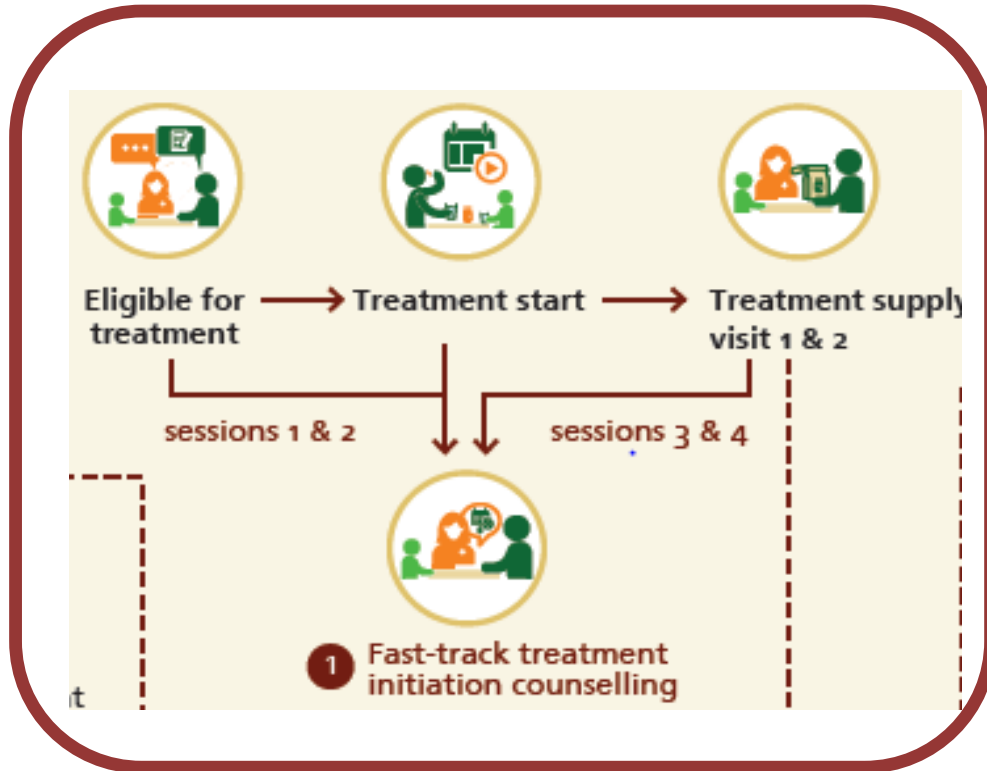 Eligible for
treatment
Treatment start
Treatment supply
visit 1 & 2
sessions 1 & 2
sessions 3 & 4
1
Fast-track treatment
initiation counselling